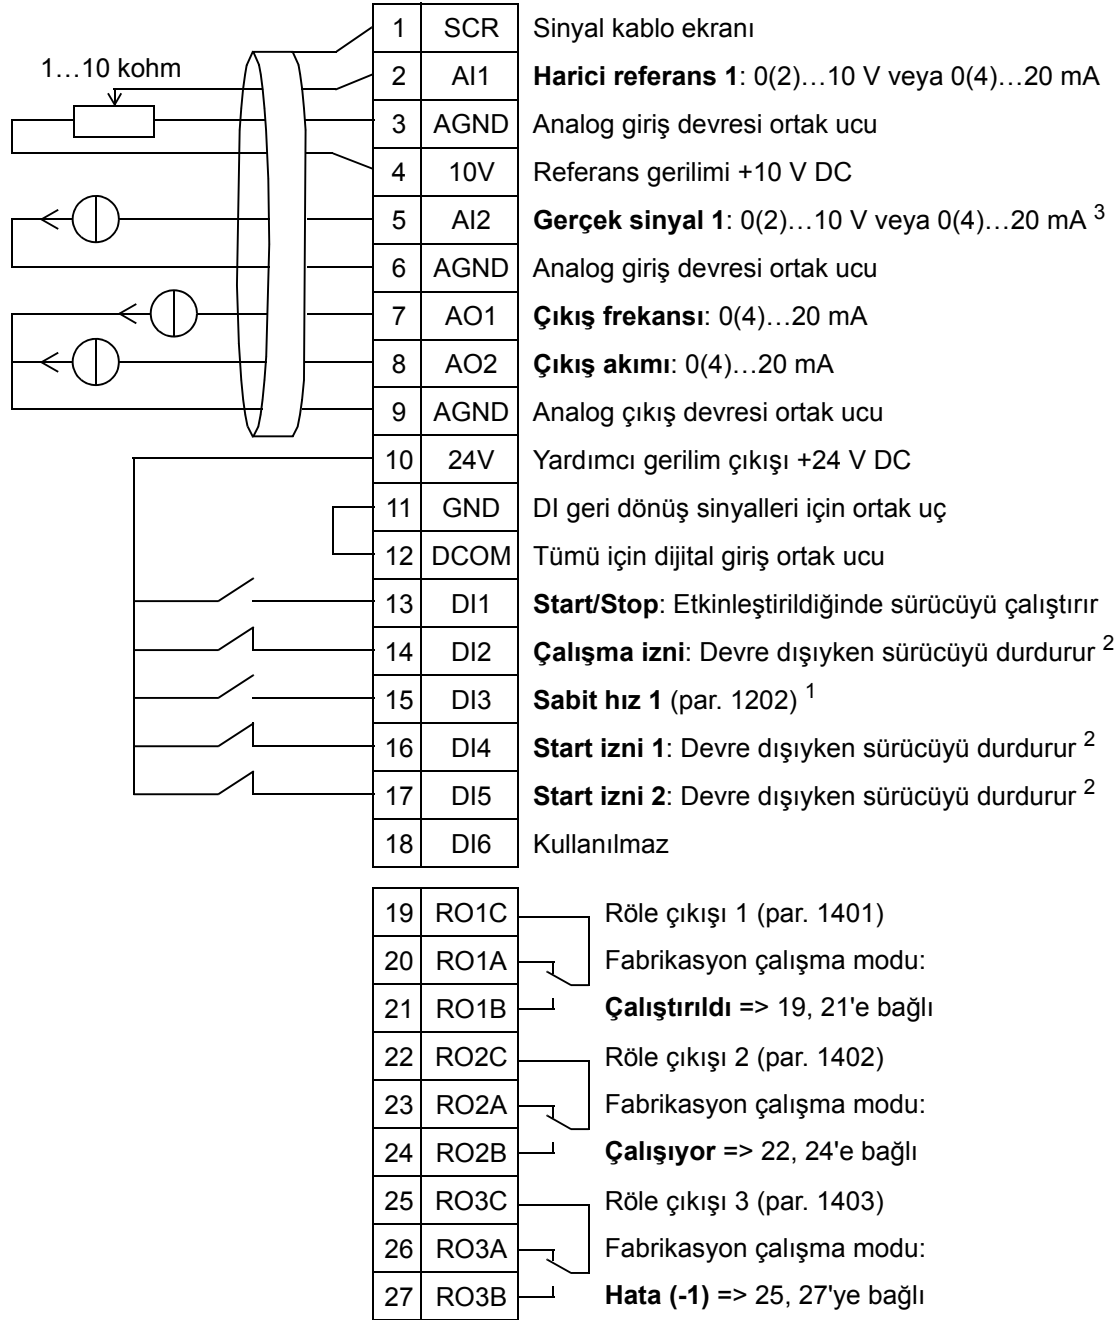 1 SCR Sinyal kablo ekranı
1…10 kohm
2 AI1 Harici referans 1: 0(2)…10 V veya 0(4)…20 mA
3 AGND Analog giriş devresi ortak ucu
4 10V Referans gerilimi +10 V DC
5 AI2 Gerçek sinyal 1: 0(2)…10 V veya 0(4)…20 mA 3
6 AGND Analog giriş devresi ortak ucu
7 AO1 Çıkış frekansı: 0(4)…20 mA
8 AO2 Çıkış akımı: 0(4)…20 mA
9 AGND Analog çıkış devresi ortak ucu
10 24V Yardımcı gerilim çıkışı +24 V DC
11 GND DI geri dönüş sinyalleri için ortak uç
12 DCOM Tümü için dijital giriş ortak ucu
13 DI1 Start/Stop: Etkinleştirildiğinde sürücüyü çalıştırır
14 DI2 Çalışma izni: Devre dışıyken sürücüyü durdurur 2
15 DI3 Sabit hız 1 (par. 1202) 1
16 DI4 Start izni 1: Devre dışıyken sürücüyü durdurur 2
17 DI5 Start izni 2: Devre dışıyken sürücüyü durdurur 2
18 DI6 Kullanılmaz
19 RO1C Röle çıkışı 1 (par. 1401)
20 RO1A Fabrikasyon çalışma modu:
21 RO1B Çalıştırıldı => 19, 21'e bağlı
22 RO2C Röle çıkışı 2 (par. 1402)
23 RO2A Fabrikasyon çalışma modu:
24 RO2B Çalışıyor => 22, 24'e bağlı
25 RO3C Röle çıkışı 3 (par. 1403)
26 RO3A Fabrikasyon çalışma modu:
27 RO3B Hata (-1) => 25, 27'ye bağlı